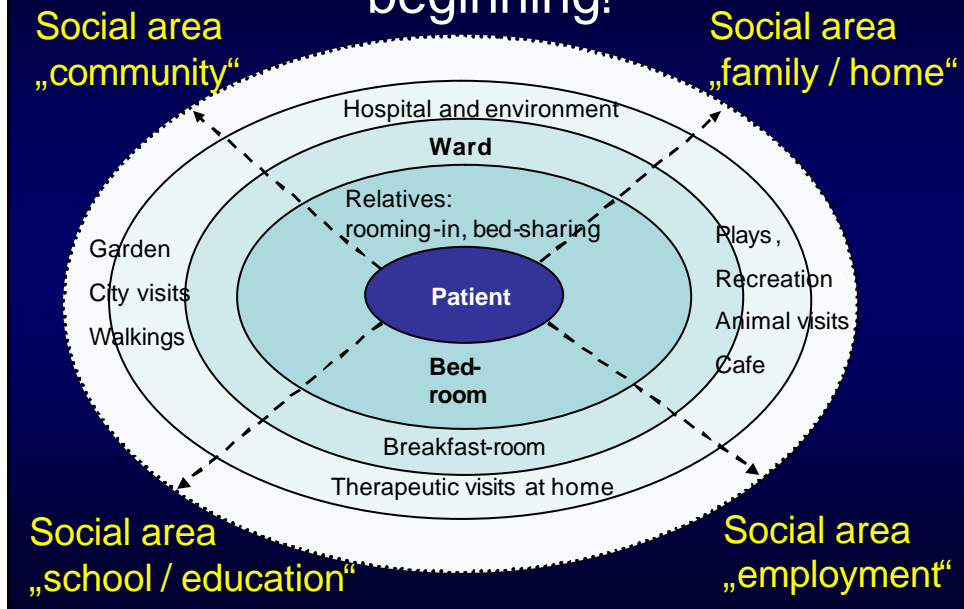 beginning!
Social area
„community“
Social area
„family / home“
Hospital and environment
Ward
Relatives:
rooming-in, bed-sharing
Garden
City visits
Walkings
Plays,
Recreation
Animal visits
Cafe
Patient
Bed-
room
Breakfast-room
Therapeutic visits at home
Social area
„school / education“
Social area
„employment“